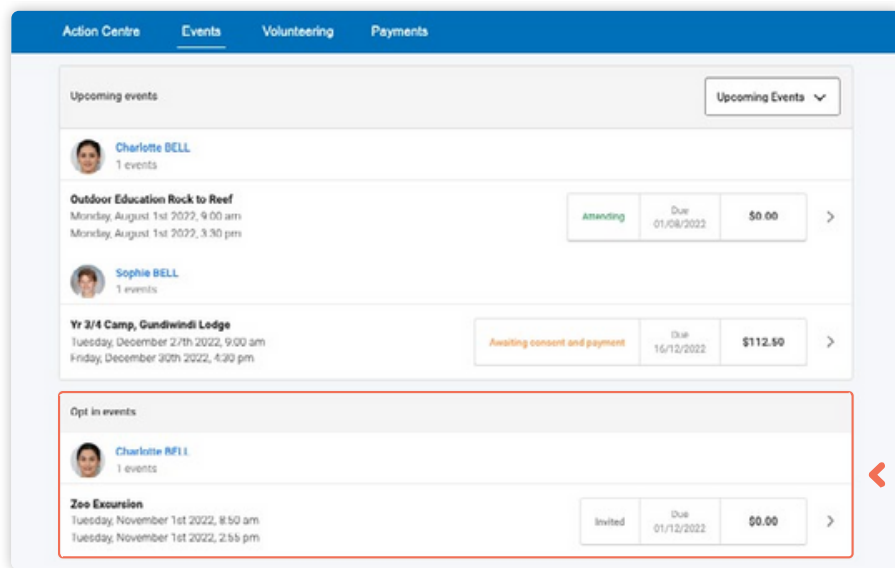 Action Centre Events Volunteering Payments
Upcoming events
Upcoming Events
Charlotte BELL
1 events
Outdoor Education Rock to Reef
Monday, August 1st 2022, 9:00 am
Monday, August 1st 2022, 3:30 pm
Attending
Due
01/08/2022
$0.00
Sophie BELL
1 events
Yr 3/4 Camp, Gundiwindi Lodge
Tuesday, December 27th 2022, 9:00 am
Friday, December 30th 2022, 4:30 pm
Awaiting consent and payment
Due
16/12/2022
$112.50
Opt in events
Charlotte BELL
1 events
Zoo Excursion
Tuesday, November 1st 2022, 8:50 am
Tuesday, November 1st 2022, 2:55 pm
Invited
Due
01/12/2022
$0.00